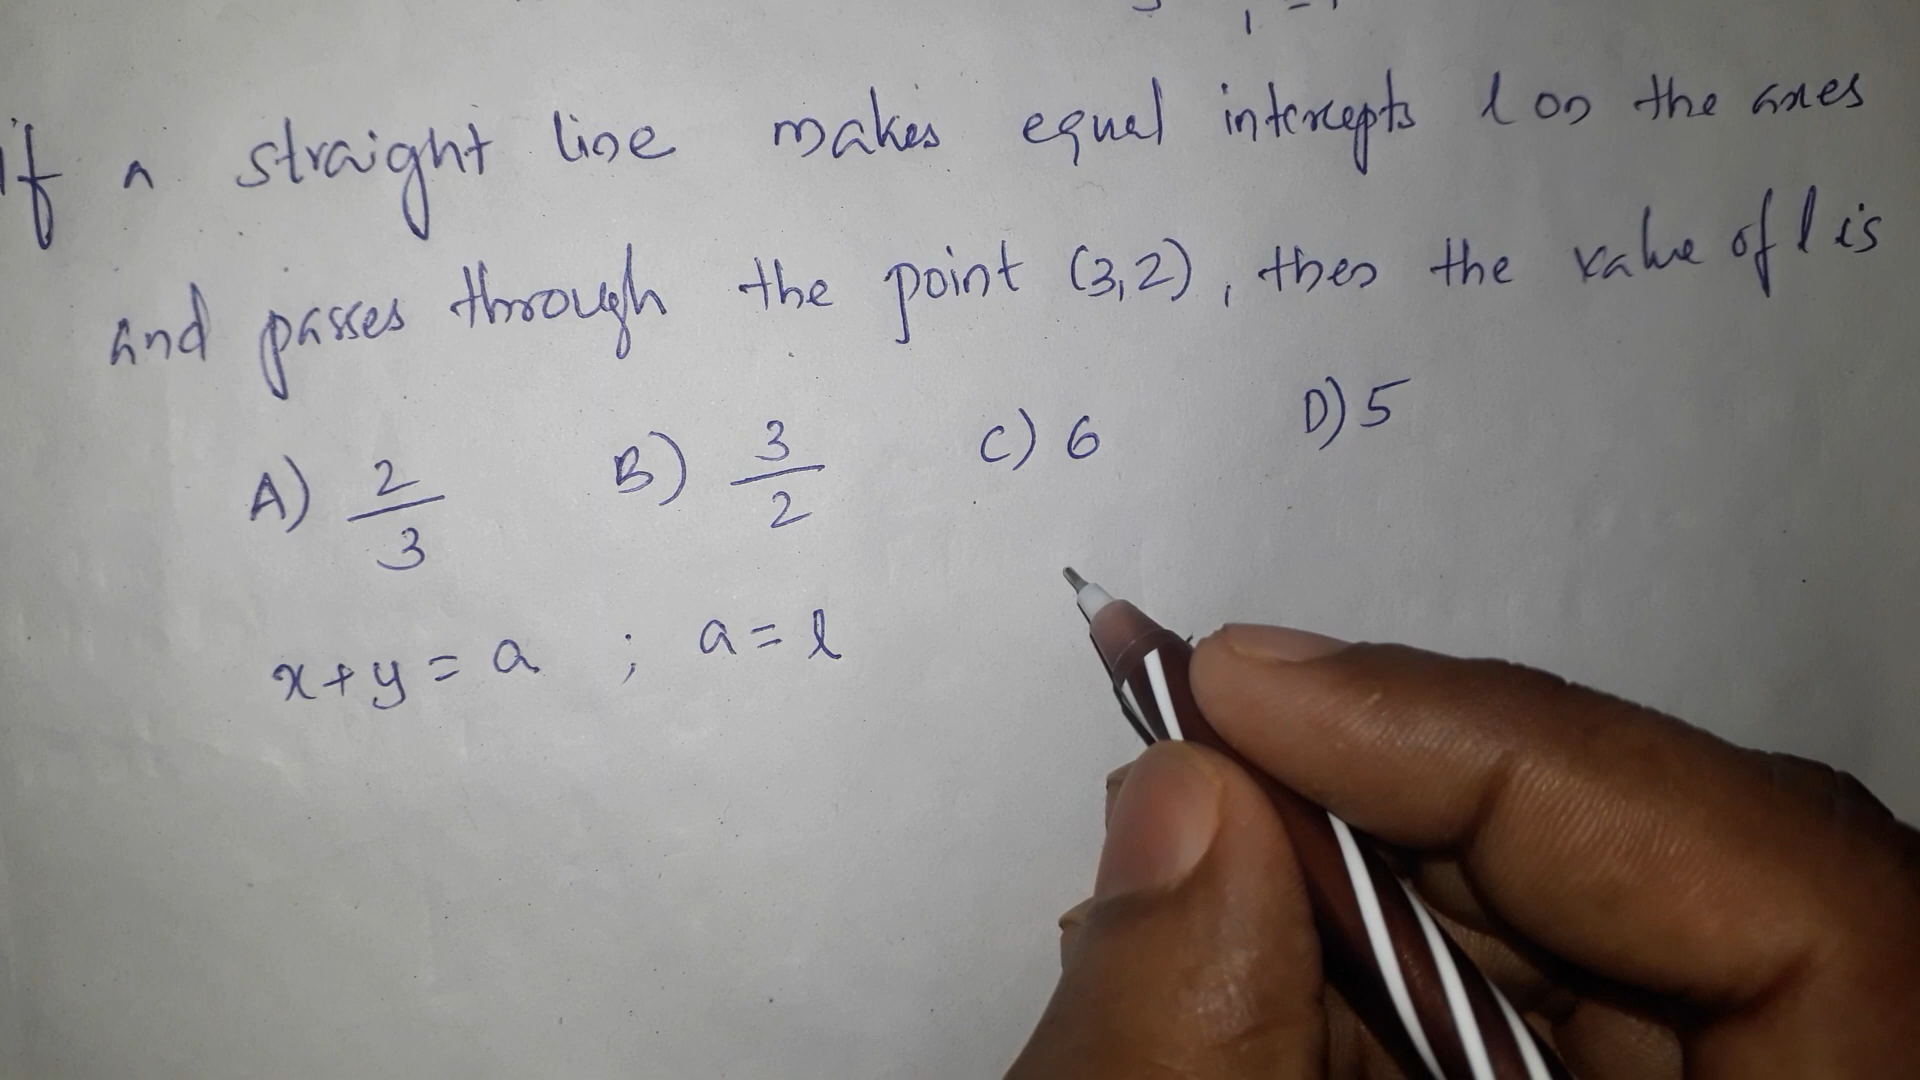 If a straight line makes equal intercepts l on the axes
and passes through the point (3,2), then the value of l is
A) 2/3 B) 3/2 C) 6 D) 5
x+y = a ; a = l